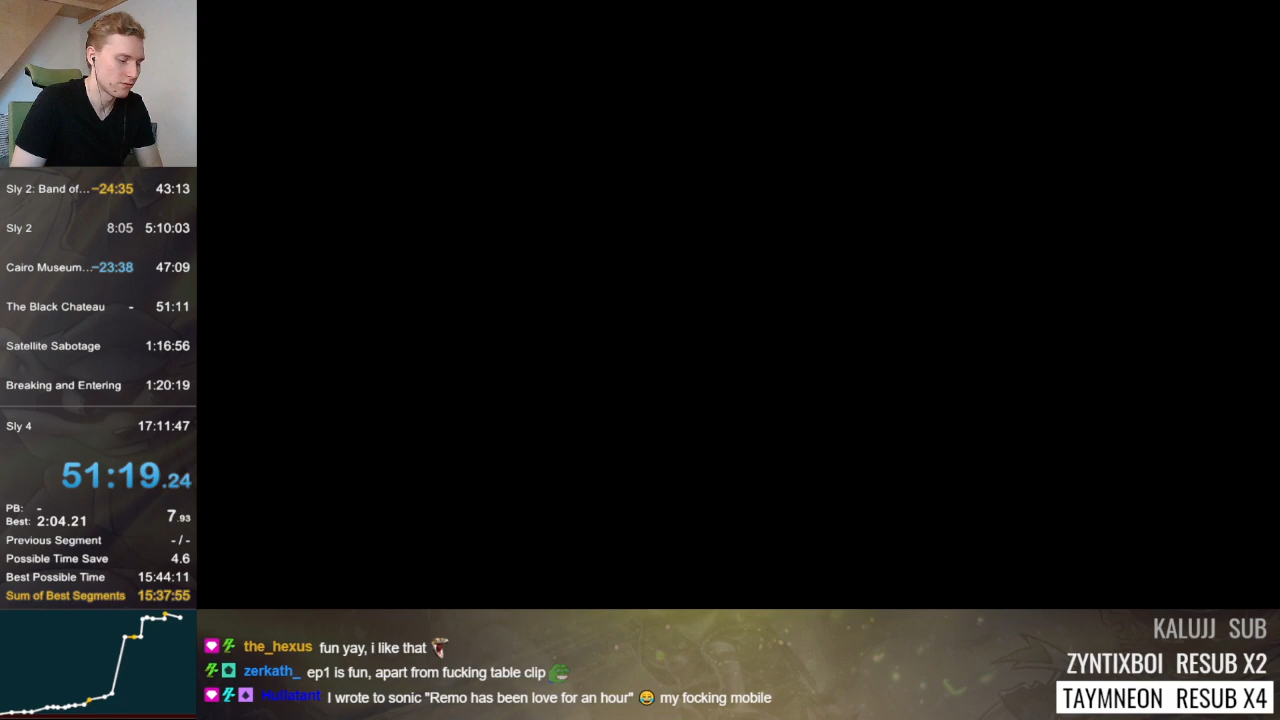 Sly 2: Band of... −24:35 43:13
Sly 2 8:05 5:10:03
Cairo Museum... −23:38 47:09
The Black Chateau - 51:11
Satellite Sabotage 1:16:56
Breaking and Entering 1:20:19
Sly 4 17:11:47
51:19.24
PB: -
Best: 2:04.21 7.93
Previous Segment - / -
Possible Time Save 4.6
Best Possible Time 15:44:11
Sum of Best Segments 15:37:55
the_hexus fun yay, i like that
zerkath_ ep1 is fun, apart from fucking table clip
Hullatant I wrote to sonic "Remo has been love for an hour" my focking mobile
KALUJJ SUB
ZYNTIXBOI RESUB X2
TAYMNEON RESUB X4